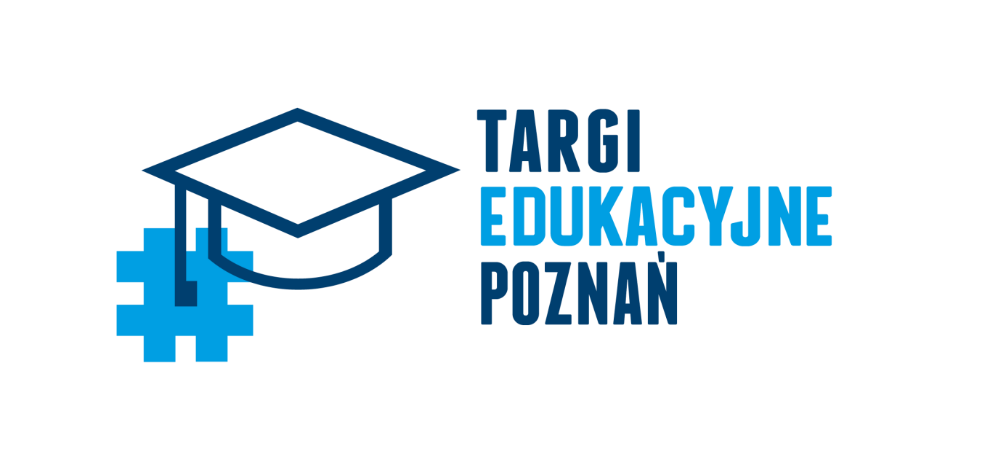 TARGI
EDUKACYJNE
POZNAŃ